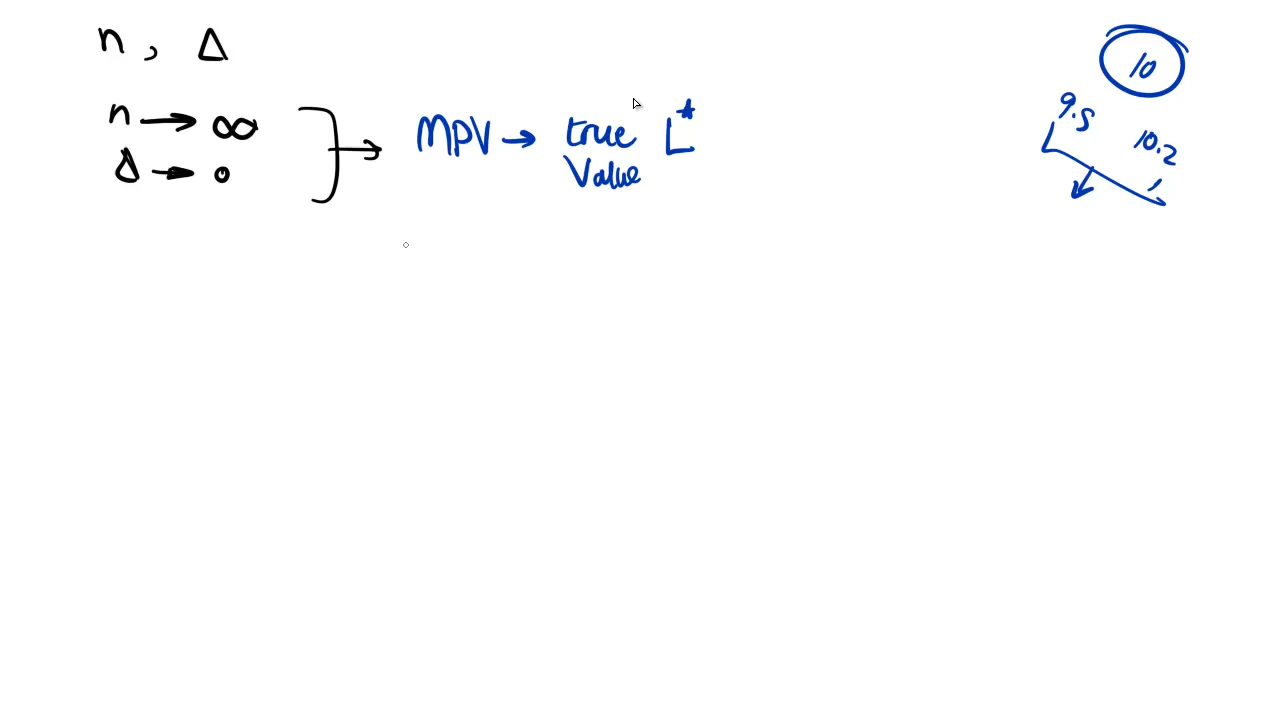 n, Δ
n → ∞
Δ → 0
→ MPV → true L*
Value
10
9.5
10.2